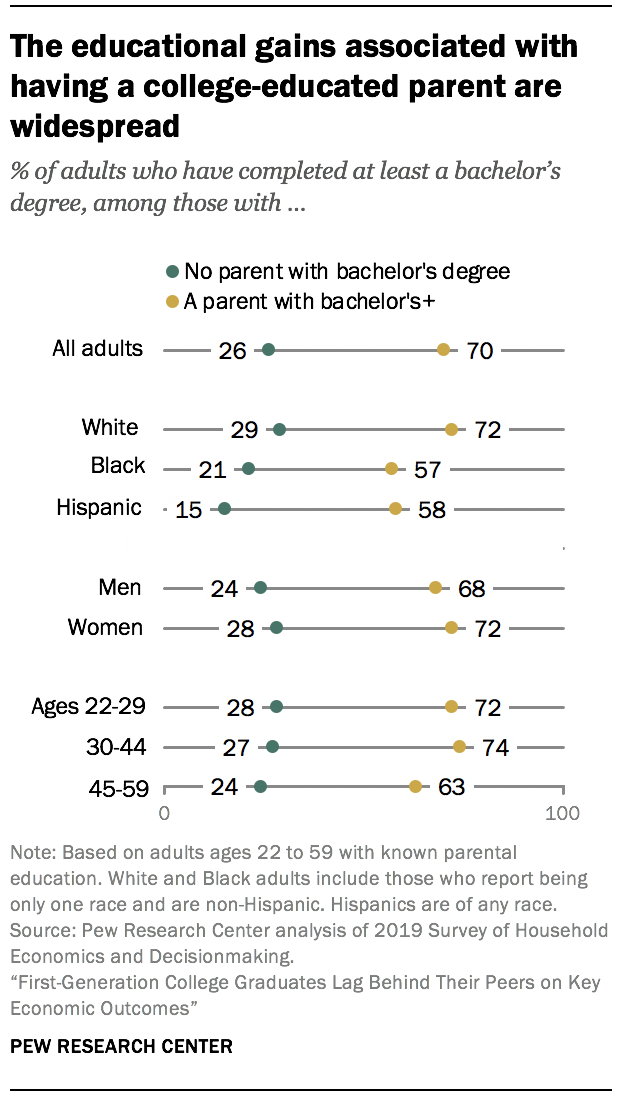 The educational gains associated with
having a college-educated parent are
widespread
% of adults who have completed at least a bachelor's
degree, among those with ...
No parent with bachelor's degree
A parent with bachelor's+
All adults 26 70
White 29 72
Black 21 57
Hispanic 15 58
Men 24 68
Women 28 72
Ages 22-29 28 72
30-44 27 74
45-59 24 63
0 100
Note: Based on adults ages 22 to 59 with known parental
education. White and Black adults include those who report being
only one race and are non-Hispanic. Hispanics are of any race.
Source: Pew Research Center analysis of 2019 Survey of Household
Economics and Decisionmaking.
“First-Generation College Graduates Lag Behind Their Peers on Key
Economic Outcomes”
PEW RESEARCH CENTER